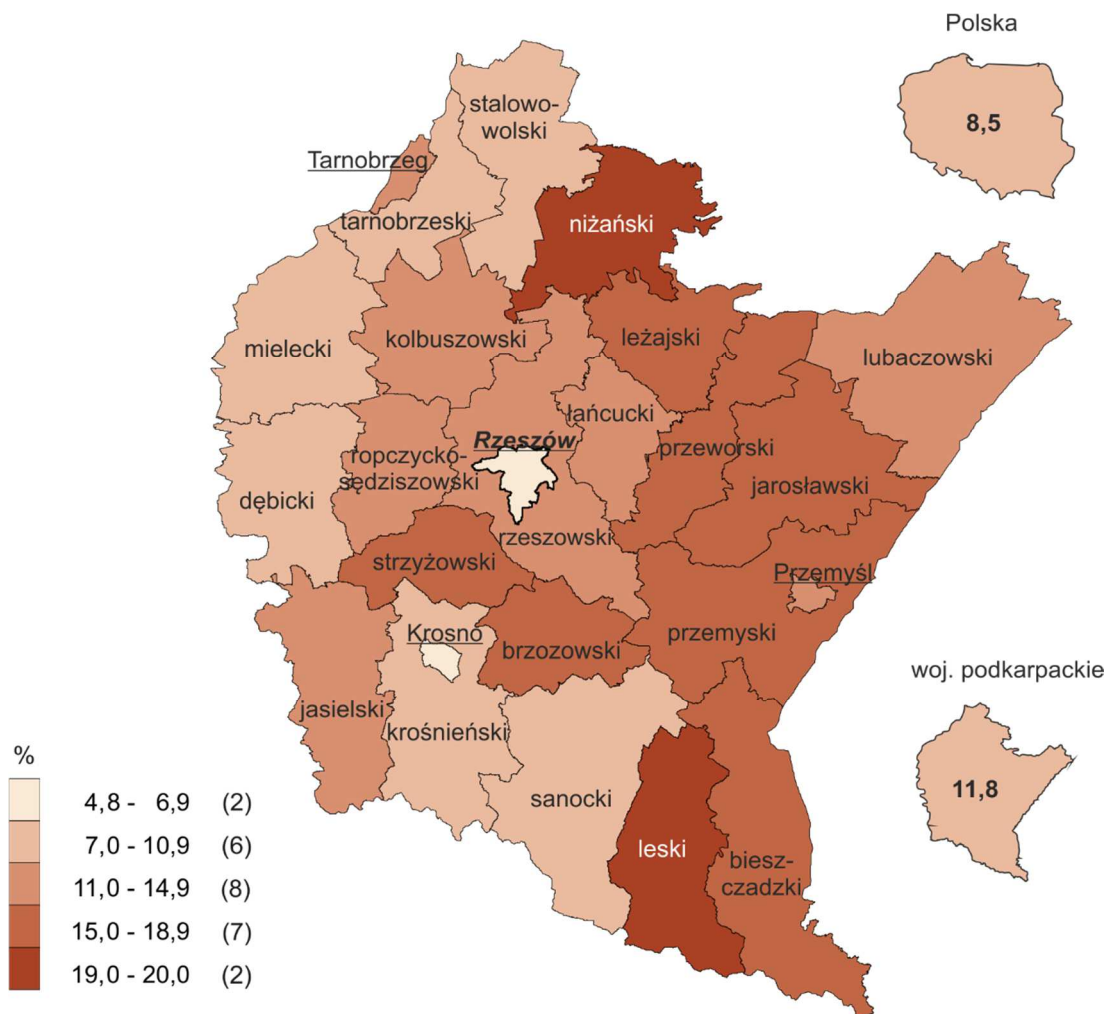 Polska
8,5
stalowo-
wolski
Tarnobrzeg
tarnobrzeski
niżański
mielecki
kolbuszowski
leżajski
lubaczowski
łańcucki
Rzeszów
ropczycko-
sędziszowski
przeworski
jarosławski
dębicki
rzeszowski
strzyżowski
Przemyśl
Krosno
brzozowski
przemyski
woj. podkarpackie
11,8
jasielski
krośnieński
sanocki
leski
biesz-
czadzki
%
4,8 - 6,9 (2)
7,0 - 10,9 (6)
11,0 - 14,9 (8)
15,0 - 18,9 (7)
19,0 - 20,0 (2)